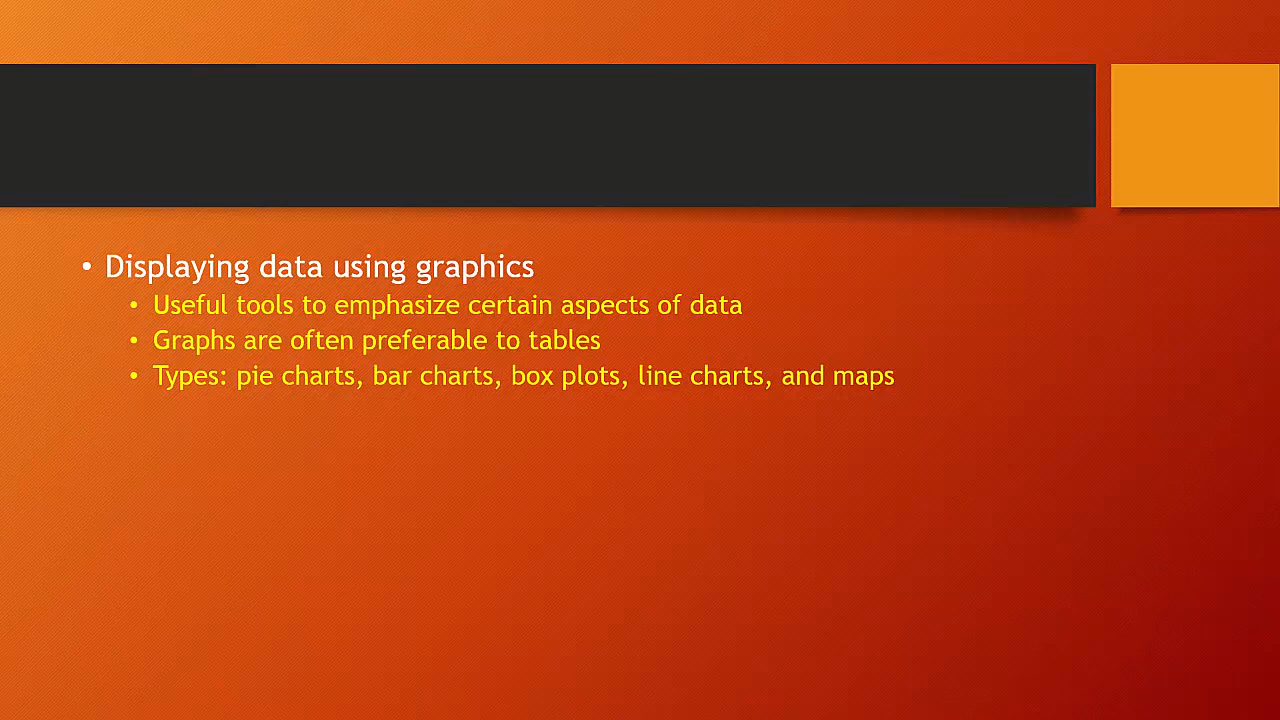 • Displaying data using graphics
• Useful tools to emphasize certain aspects of data
• Graphs are often preferable to tables
• Types: pie charts, bar charts, box plots, line charts, and maps